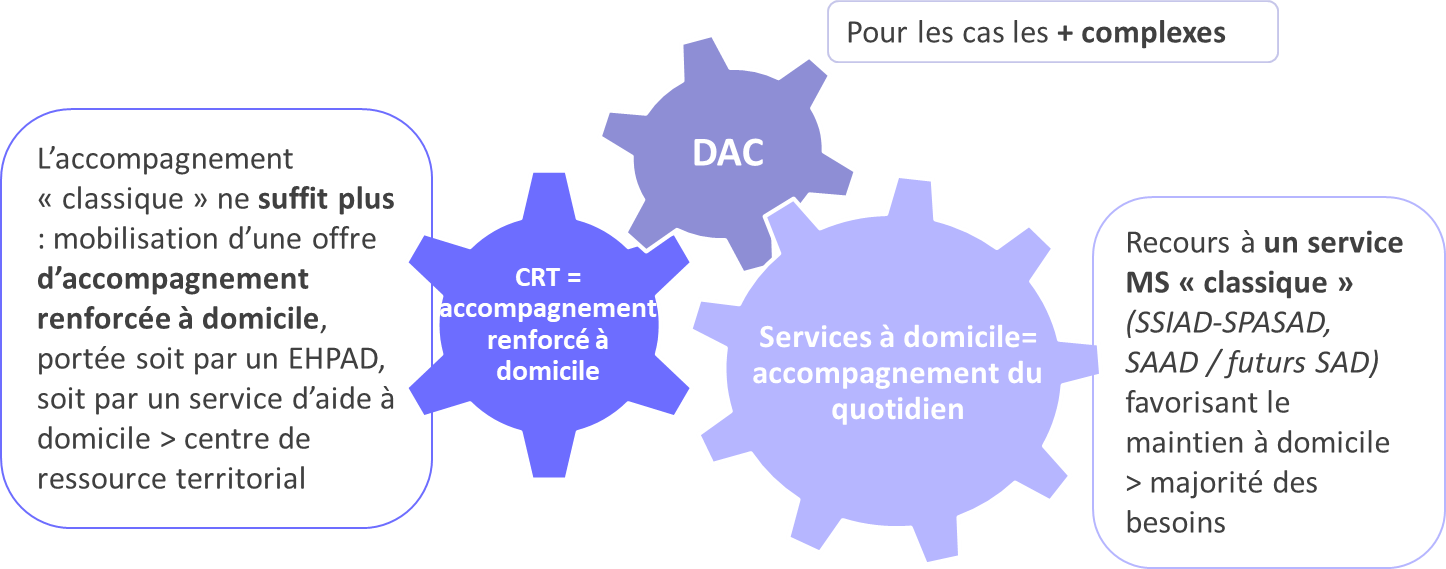 Pour les cas les + complexes
DAC
L’accompagnement
« classique » ne suffit plus
: mobilisation d’une offre
d’accompagnement
renforcée à domicile,
portée soit par un EHPAD,
soit par un service d’aide à
domicile > centre de
ressource territorial
CRT =
accompagnement
renforcé à
domicile
Services à domicile=
accompagnement du
quotidien
Recours à un service
MS « classique »
(SSIAD-SPASAD,
SAAD / futurs SAD)
favorisant le
maintien à domicile
> majorité des
besoins